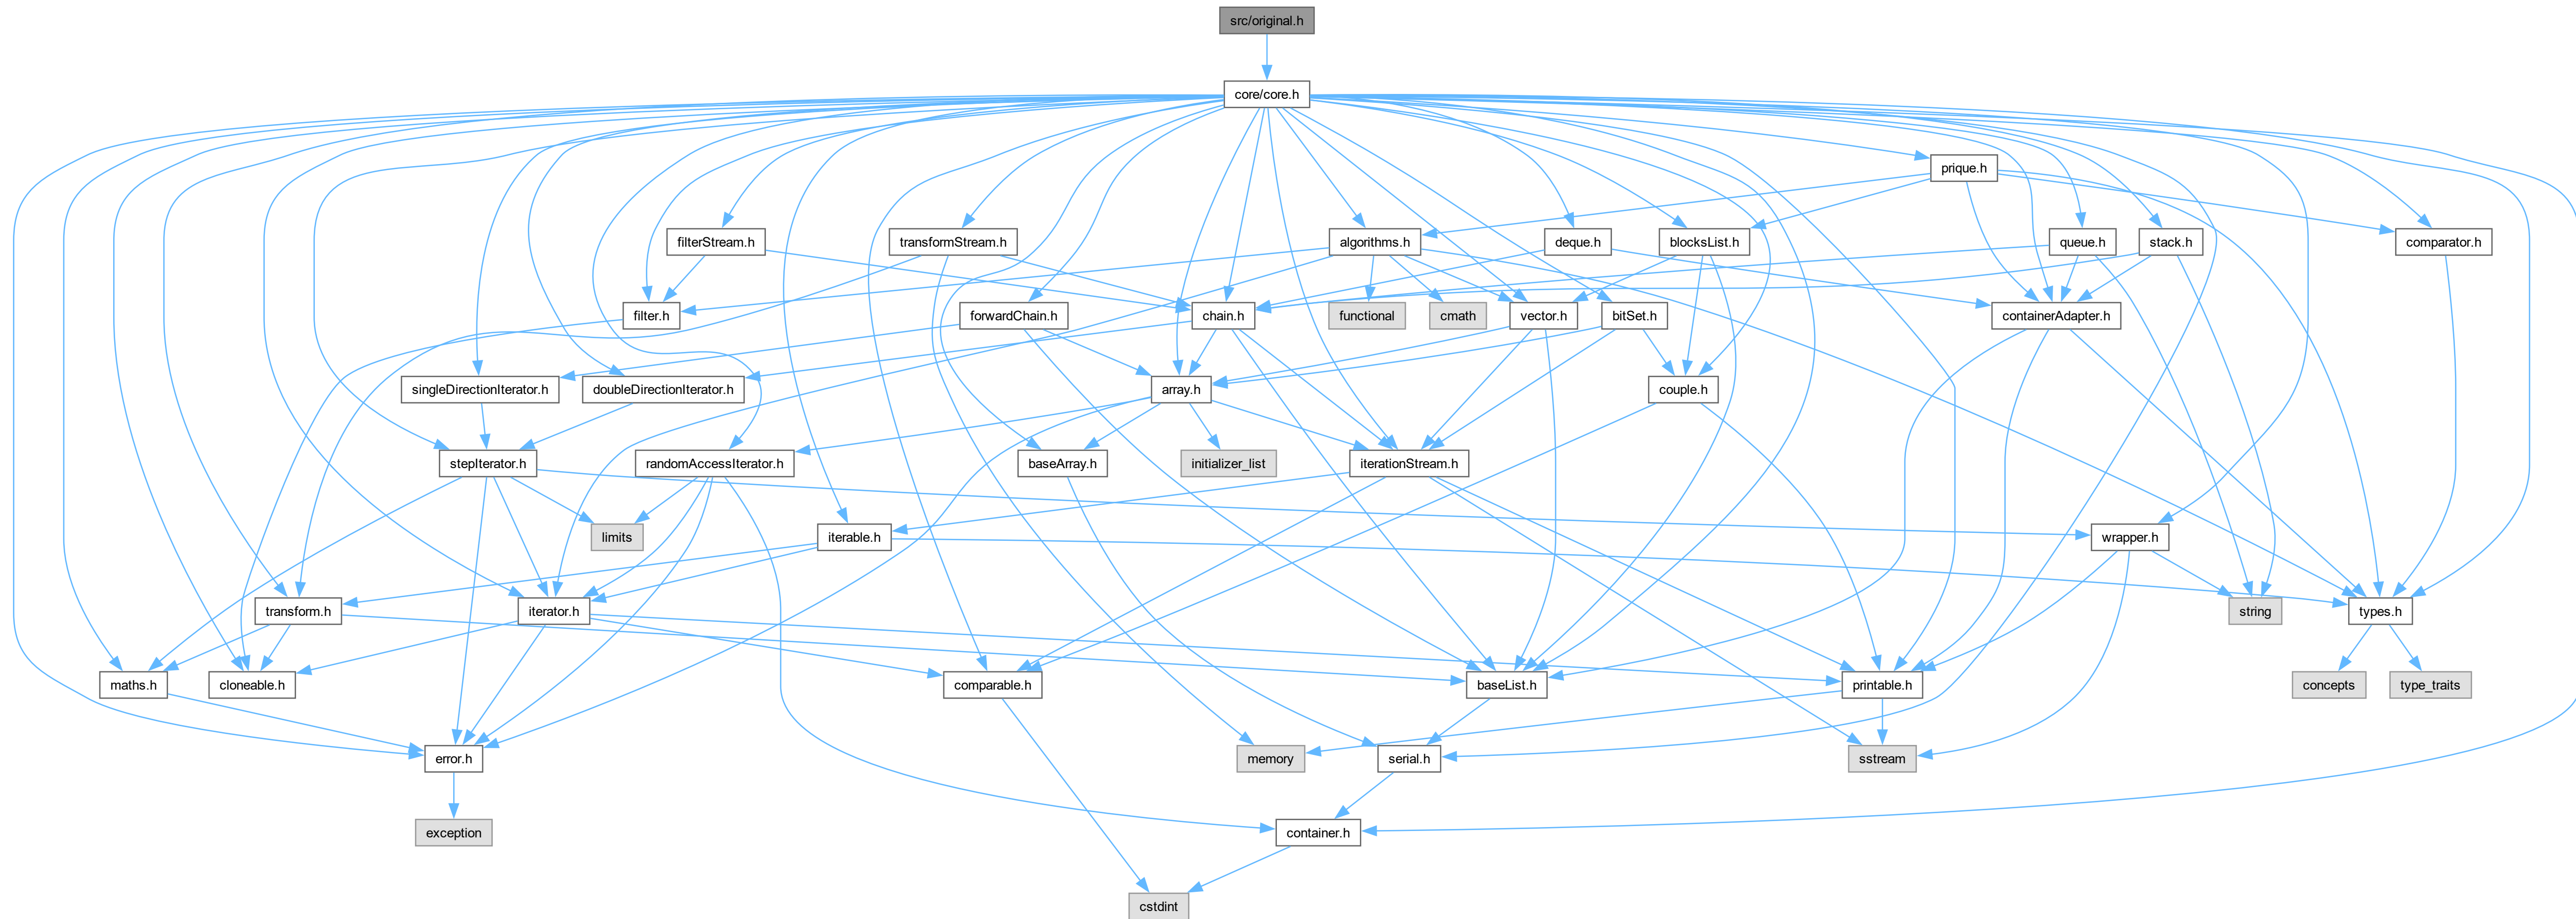 src/original.h
core/core.h
prique.h
filterStream.h
transformStream.h
algorithms.h
deque.h
blocksList.h
queue.h
stack.h
comparator.h
filter.h
forwardChain.h
chain.h
functional
cmath
vector.h
bitSet.h
containerAdapter.h
singleDirectionIterator.h
doubleDirectionIterator.h
array.h
couple.h
stepIterator.h
randomAccessIterator.h
baseArray.h
initializer_list
iterationStream.h
limits
iterable.h
wrapper.h
transform.h
iterator.h
string
types.h
maths.h
cloneable.h
comparable.h
baseList.h
printable.h
concepts
type_traits
error.h
memory
serial.h
sstream
exception
container.h
cstdint